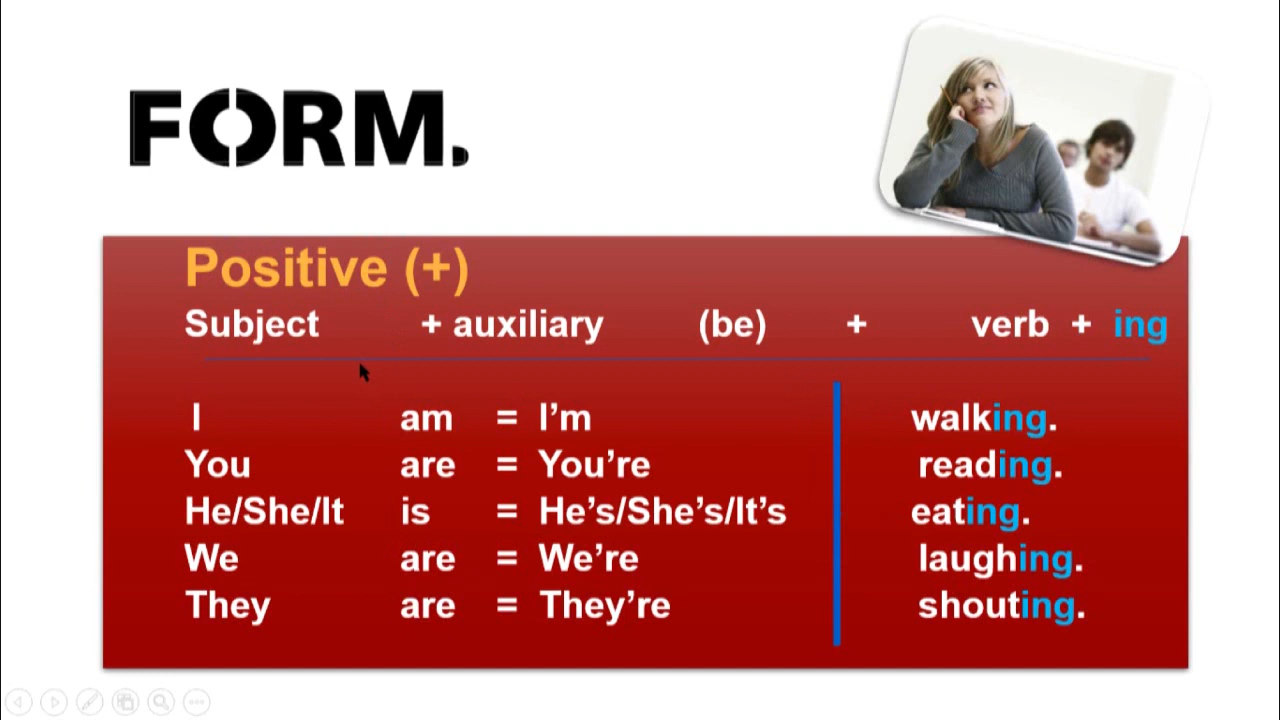 FORM.
Positive (+)
Subject + auxiliary (be) + verb + ing
I am = I’m walking.
You are = You’re reading.
He/She/It is = He’s/She’s/It’s eating.
We are = We’re laughing.
They are = They’re shouting.